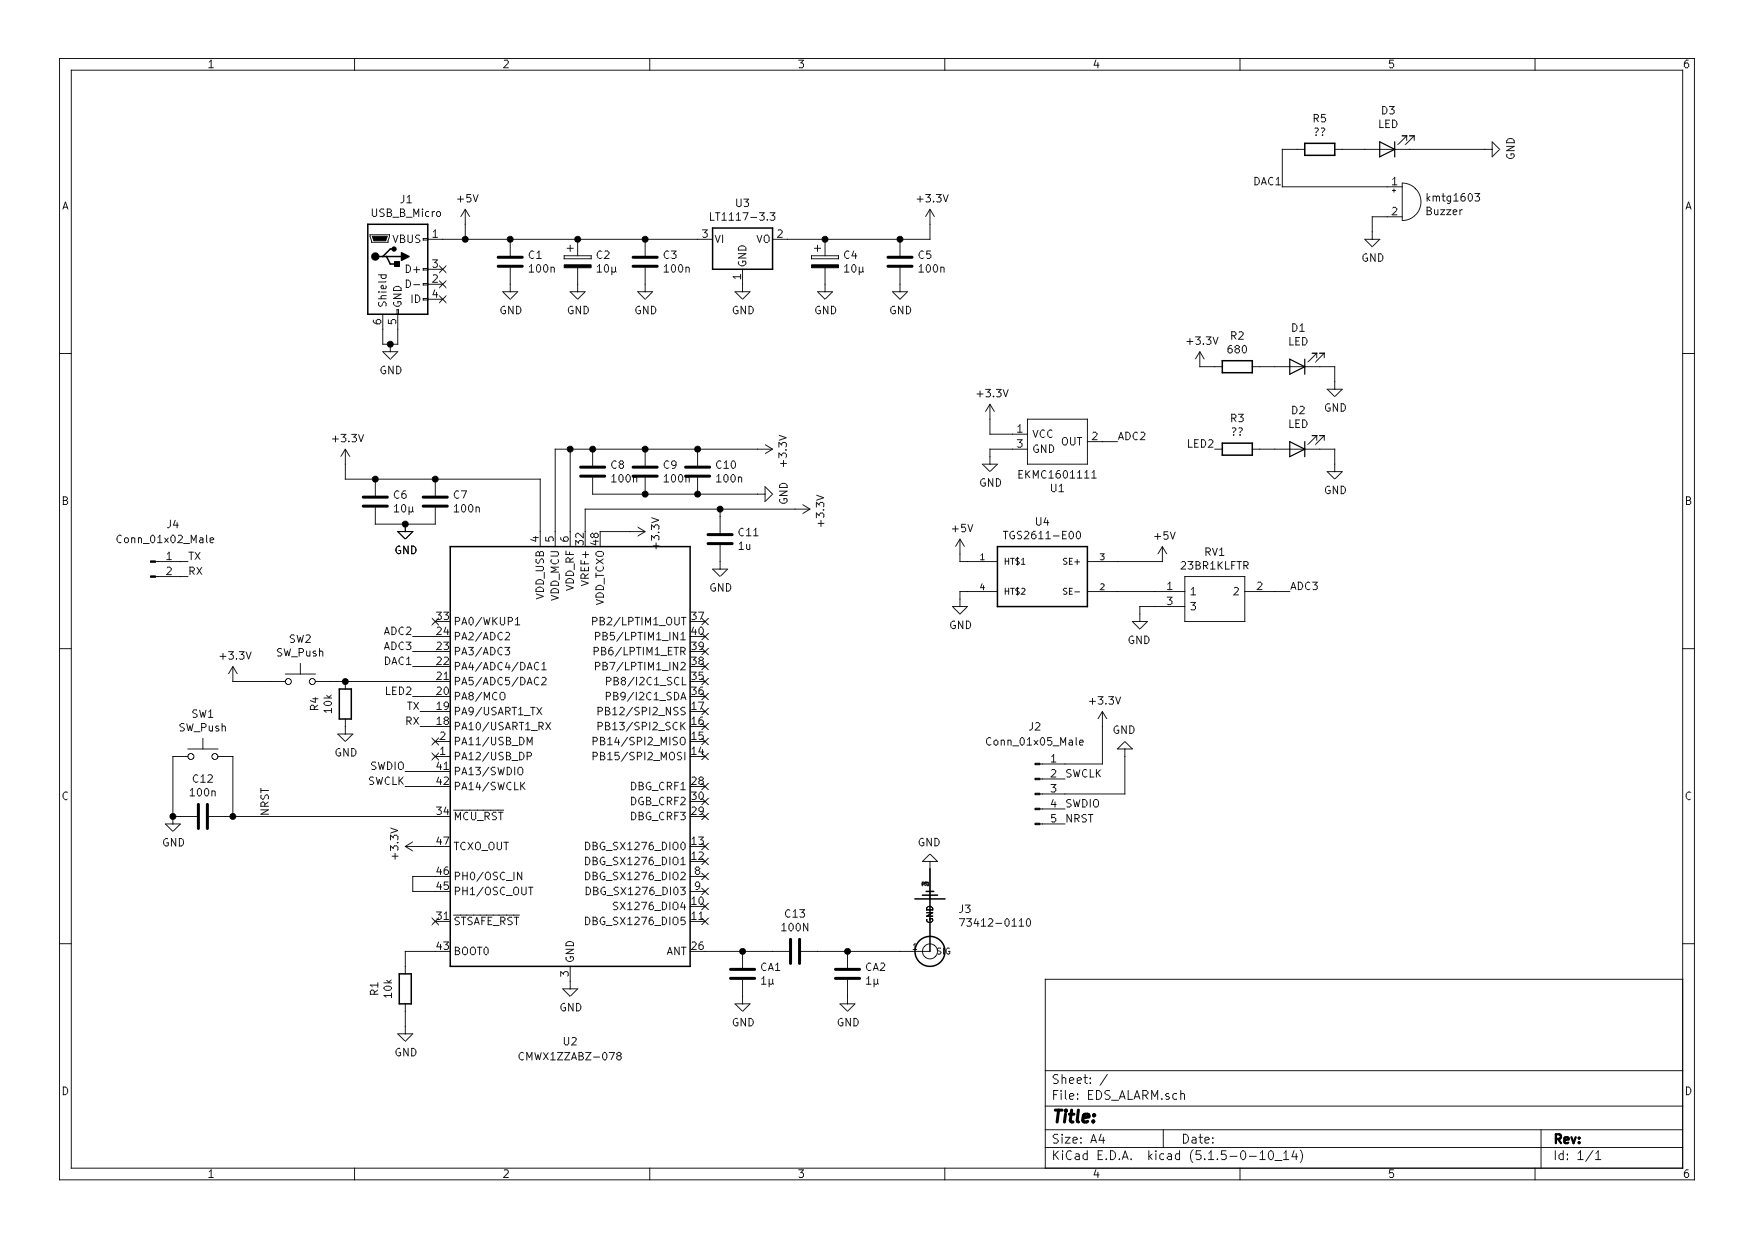 1 2 3 4 5 6
A
B
C
D
A
B
C
D
1 2 3 4 5 6
J1
USB_B_Micro
VBUS 1
D+ 3
D- 2
ID 4
Shield
GND
6
5
GND
+5V
C1
100n
GND
C2
10µ
GND
C3
100n
GND
U3
LT1117-3.3
3 VI VO 2
GND
1
GND
+
C4
10µ
GND
C5
100n
GND
+3.3V
R5
??
D3
LED
GND
DAC1
1
+
2
kmtg1603
Buzzer
GND
+3.3V
R2
680
D1
LED
GND
LED2
R3
??
D2
LED
GND
+3.3V
1 VCC
3 GND
OUT 2 ADC2
GND
EKMC1601111
U1
+5V
U4
TGS2611-E00
1 HT$1 SE+ 3
4 HT$2 SE- 2
GND
+5V
RV1
23BR1KLFTR
1 1 2 2 ADC3
3 3
GND
+3.3V
C6
10µ
C7
100n
GND
C8
100n
C9
100n
C10
100n
+3.3V
GND
+3.3V
C11
1u
GND
+3.3V
J4
Conn_01x02_Male
1 TX
2 RX
4 5 6 32 48
VDD_USB
VDD_MCU
VDD_RF
VREF+
VDD_TCXO
33 PA0/WKUP1
ADC2 24 PA2/ADC2
ADC3 23 PA3/ADC3
DAC1 22 PA4/ADC4/DAC1
21 PA5/ADC5/DAC2
LED2 20 PA8/MCO
TX 19 PA9/USART1_TX
RX 18 PA10/USART1_RX
2 PA11/USB_DM
1 PA12/USB_DP
SWDIO 41 PA13/SWDIO
SWCLK 42 PA14/SWCLK
34 MCU_RST
+3.3V
47 TCXO_OUT
46 PH0/OSC_IN
45 PH1/OSC_OUT
31 STSAFE_RST
43 BOOT0
PB2/LPTIM1_OUT 37
PB5/LPTIM1_IN1 40
PB6/LPTIM1_ETR 39
PB7/LPTIM1_IN2 38
PB8/I2C1_SCL 35
PB9/I2C1_SDA 36
PB12/SPI2_NSS 17
PB13/SPI2_SCK 16
PB14/SPI2_MISO 15
PB15/SPI2_MOSI 14
DBG_CRF1 28
DGB_CRF2 30
DBG_CRF3 29
DBG_SX1276_DIO0 13
DBG_SX1276_DIO1 12
DBG_SX1276_DIO2 8
DBG_SX1276_DIO3 9
SX1276_DIO4 10
DBG_SX1276_DIO5 11
ANT 26
GND
3
GND
U2
CMWX1ZZABZ-078
+3.3V
SW2
SW_Push
R4
10k
GND
SW1
SW_Push
C12
100n
GND
NRST
R1
10k
GND
CA1
1µ
GND
C13
100N
CA2
1µ
GND
GND
GND
1
SIG
J3
73412-0110
J2
Conn_01x05_Male
+3.3V
GND
1
2 SWCLK
3
4 SWDIO
5 NRST
Sheet: /
File: EDS_ALARM.sch
Title:
Size: A4 Date: Rev:
KiCad E.D.A. kicad (5.1.5-0-10_14) Id: 1/1